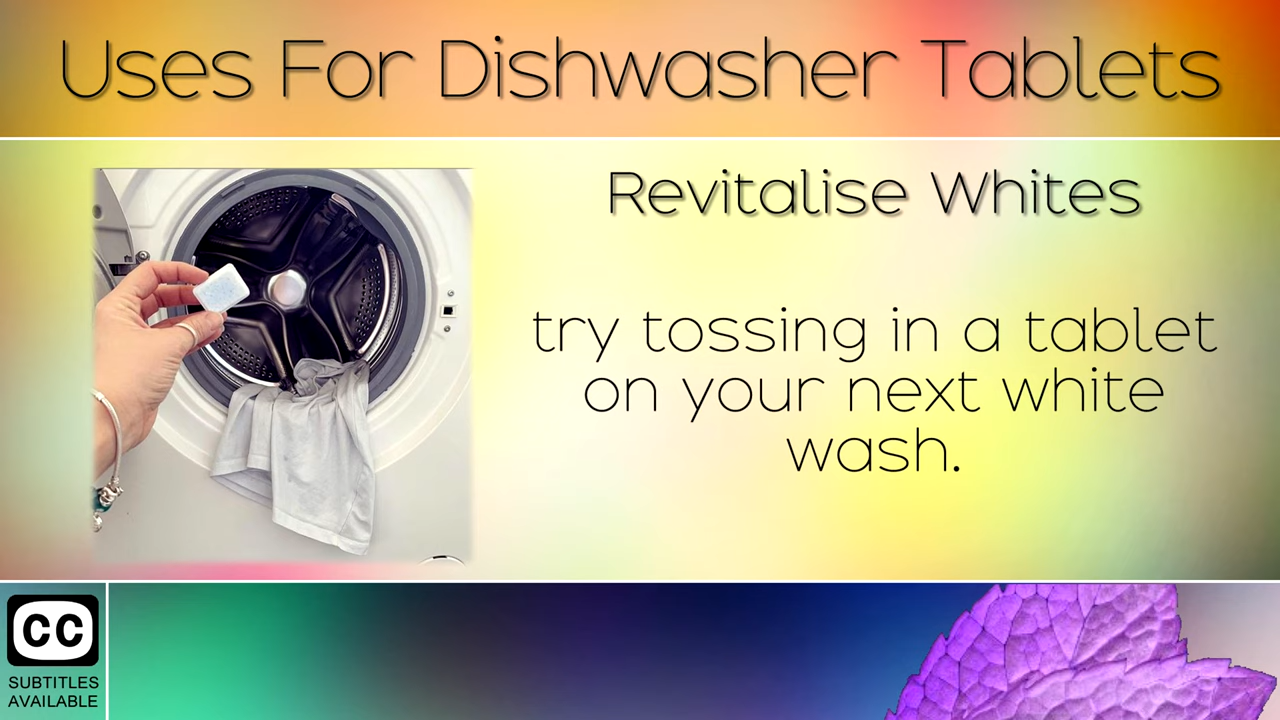 Uses For Dishwasher Tablets
Revitalise Whites
try tossing in a tablet
on your next white
wash.
CC
SUBTITLES
AVAILABLE